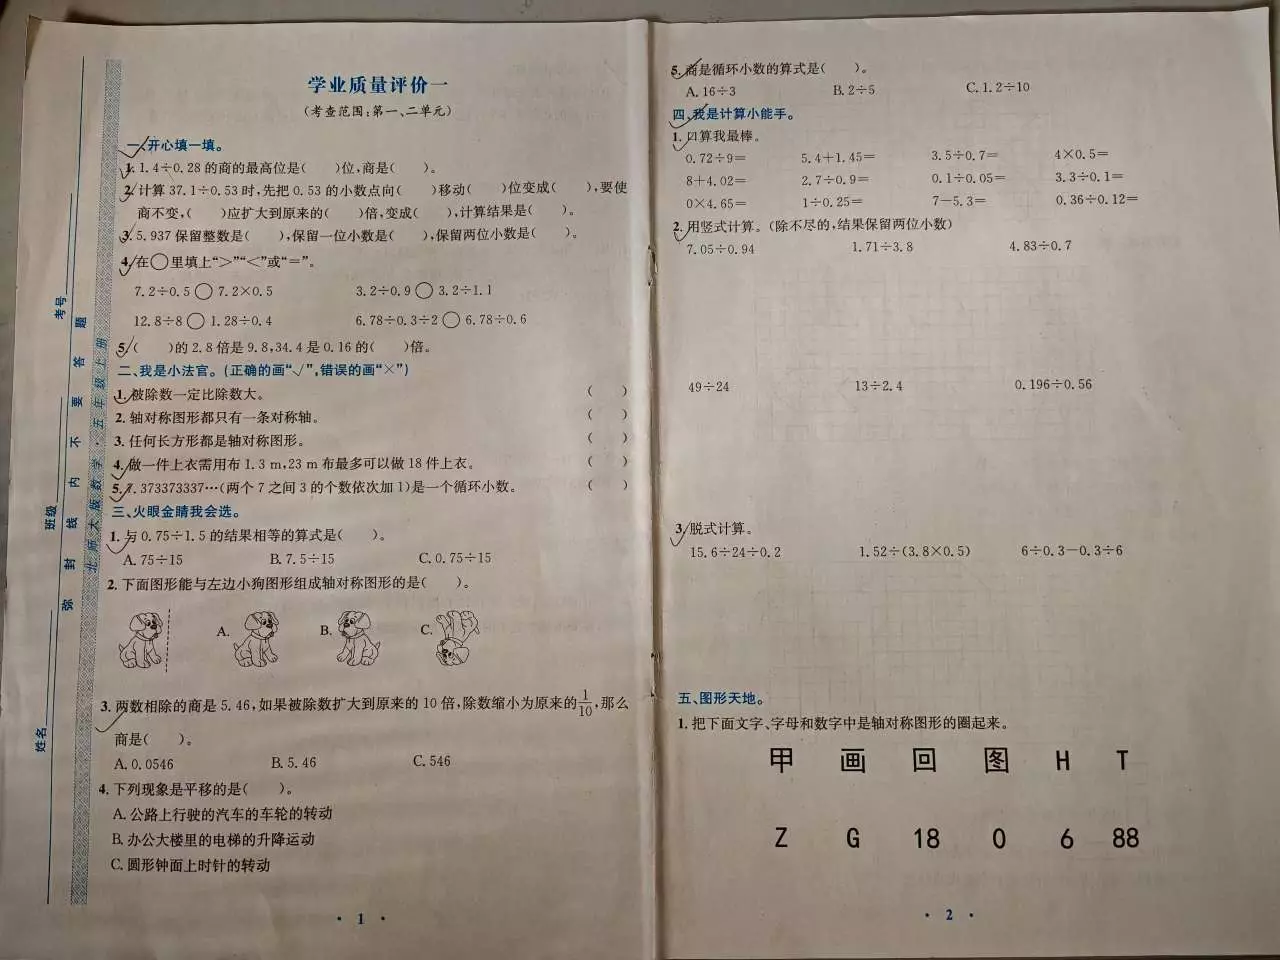 学业质量评价一
(考查范围:第一、二单元)
一、开心填一填。
1. 1.4÷0.28的商的最高位是(　　)位,商是(　　)。
2. 计算37.1÷0.53时,先把0.53的小数点向(　　)移动(　　)位变成(　　),要使
商不变,(　　)应扩大到原来的(　　)倍,变成(　　),计算结果是(　　)。
3. 5.937保留整数是(　　),保留一位小数是(　　),保留两位小数是(　　)。
4. 在○里填上“>”“<”或“=”。
7.2÷0.5○7.2×0.5　　3.2÷0.9○3.2÷1.1
12.8÷8○1.28÷0.4　　6.78÷0.3÷2○6.78÷0.6
5. (　　)的2.8倍是9.8,34.4是0.16的(　　)倍。
二、我是小法官。(正确的画“√”,错误的画“×”)
1. 被除数一定比除数大。(　　)
2. 轴对称图形都只有一条对称轴。(　　)
3. 任何长方形都是轴对称图形。(　　)
4. 做一件上衣需用布1.3 m,23 m布最多可以做18件上衣。(　　)
5. 7.373373337…(两个7之间3的个数依次加1)是一个循环小数。(　　)
三、火眼金睛我会选。
1. 与0.75÷1.5的结果相等的算式是(　　)。
A. 75÷15　　B. 7.5÷15　　C. 0.75÷15
2. 下面图形能与左边小狗图形组成轴对称图形的是(　　)。
A.　　B.　　C.
3. 两数相除的商是5.46,如果被除数扩大到原来的10倍,除数缩小为原来的1/10,那么
商是(　　)。
A. 0.0546　　B. 5.46　　C. 546
4. 下列现象是平移的是(　　)。
A. 公路上行驶的汽车的车轮的转动
B. 办公大楼里的电梯的升降运动
C. 圆形钟面上时针的转动
· 1 ·
考号
班级
姓名
弥封线内不要答题
北师大版数学·五年级上册
5. 商是循环小数的算式是(　　)。
A. 16÷3　　B. 2÷5　　C. 1.2÷10
四、我是计算小能手。
1. 口算我最棒。
0.72÷9=　　5.4+1.45=　　3.5÷0.7=　　4×0.5=
8+4.02=　　2.7÷0.9=　　0.1÷0.05=　　3.3÷0.1=
0×4.65=　　1÷0.25=　　7-5.3=　　0.36÷0.12=
2. 用竖式计算。(除不尽的,结果保留两位小数)
7.05÷0.94　　1.71÷3.8　　4.83÷0.7
49÷24　　13÷2.4　　0.196÷0.56
3. 脱式计算。
15.6÷24÷0.2　　1.52÷(3.8×0.5)　　6÷0.3-0.3÷6
五、图形天地。
1. 把下面文字、字母和数字中是轴对称图形的圈起来。
甲　画　回　图　H　T
Z　G　18　0　6　88
· 2 ·